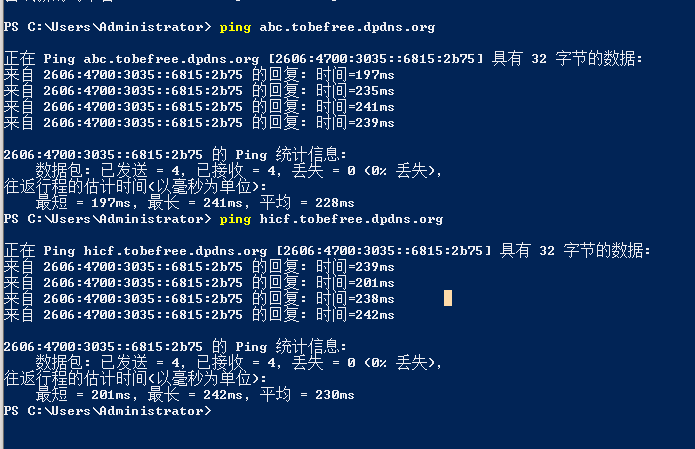 PS C:\Users\Administrator> ping abc.tobefree.dpdns.org
正在 Ping abc.tobefree.dpdns.org [2606:4700:3035::6815:2b75] 具有 32 字节的数据:
来自 2606:4700:3035::6815:2b75 的回复: 时间=197ms
来自 2606:4700:3035::6815:2b75 的回复: 时间=235ms
来自 2606:4700:3035::6815:2b75 的回复: 时间=241ms
来自 2606:4700:3035::6815:2b75 的回复: 时间=239ms
2606:4700:3035::6815:2b75 的 Ping 统计信息:
数据包: 已发送 = 4, 已接收 = 4, 丢失 = 0 (0% 丢失),
往返行程的估计时间(以毫秒为单位):
最短 = 197ms, 最长 = 241ms, 平均 = 228ms
PS C:\Users\Administrator> ping hicf.tobefree.dpdns.org
正在 Ping hicf.tobefree.dpdns.org [2606:4700:3035::6815:2b75] 具有 32 字节的数据:
来自 2606:4700:3035::6815:2b75 的回复: 时间=239ms
来自 2606:4700:3035::6815:2b75 的回复: 时间=201ms
来自 2606:4700:3035::6815:2b75 的回复: 时间=238ms
来自 2606:4700:3035::6815:2b75 的回复: 时间=242ms
2606:4700:3035::6815:2b75 的 Ping 统计信息:
数据包: 已发送 = 4, 已接收 = 4, 丢失 = 0 (0% 丢失),
往返行程的估计时间(以毫秒为单位):
最短 = 201ms, 最长 = 242ms, 平均 = 230ms
PS C:\Users\Administrator>